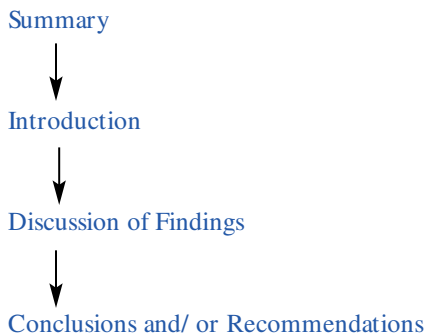 Summary
Introduction
Discussion of Findings
Conclusions and/ or Recommendations